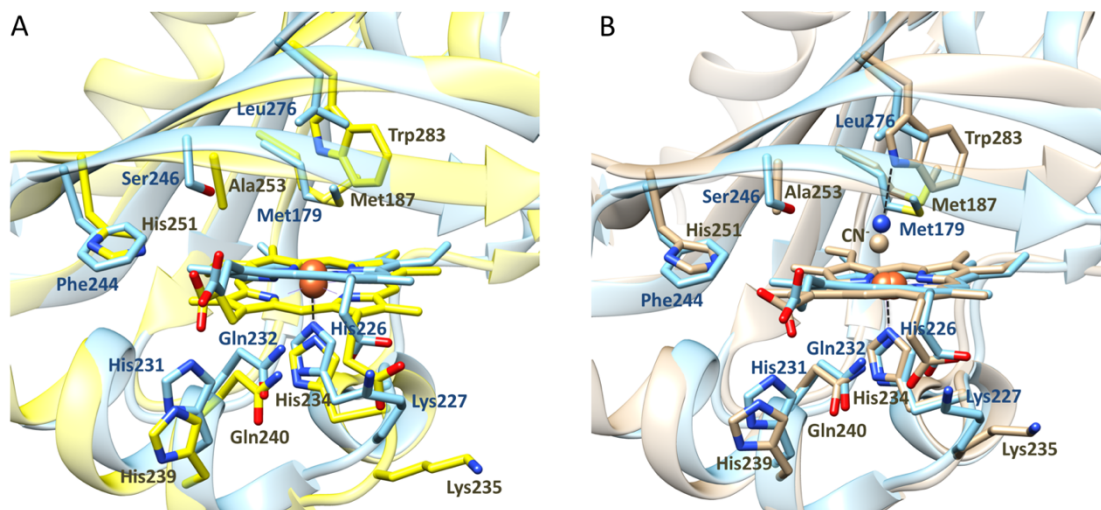 A
Leu276
Trp283
Ser246
Ala253
Met179
Met187
His251
Phe244
His226
Gln232
His231
His234
Lys227
Gln240
His239
Lys235
B
Leu276
Trp283
Ser246
Ala253
Met187
His251
CN-
Met179
Phe244
His226
Gln232
His231
His234
Lys227
Gln240
Lys235
His239